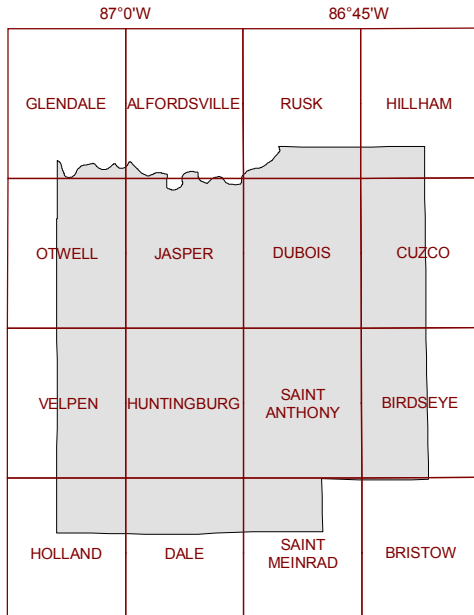 87°0'W
86°45'W
GLENDALE
ALFORDSVILLE
RUSK
HILLHAM
OTWELL
JASPER
DUBOIS
CUZCO
VELPEN
HUNTINGBURG
SAINT
ANTHONY
BIRDSEYE
HOLLAND
DALE
SAINT
MEINRAD
BRISTOW